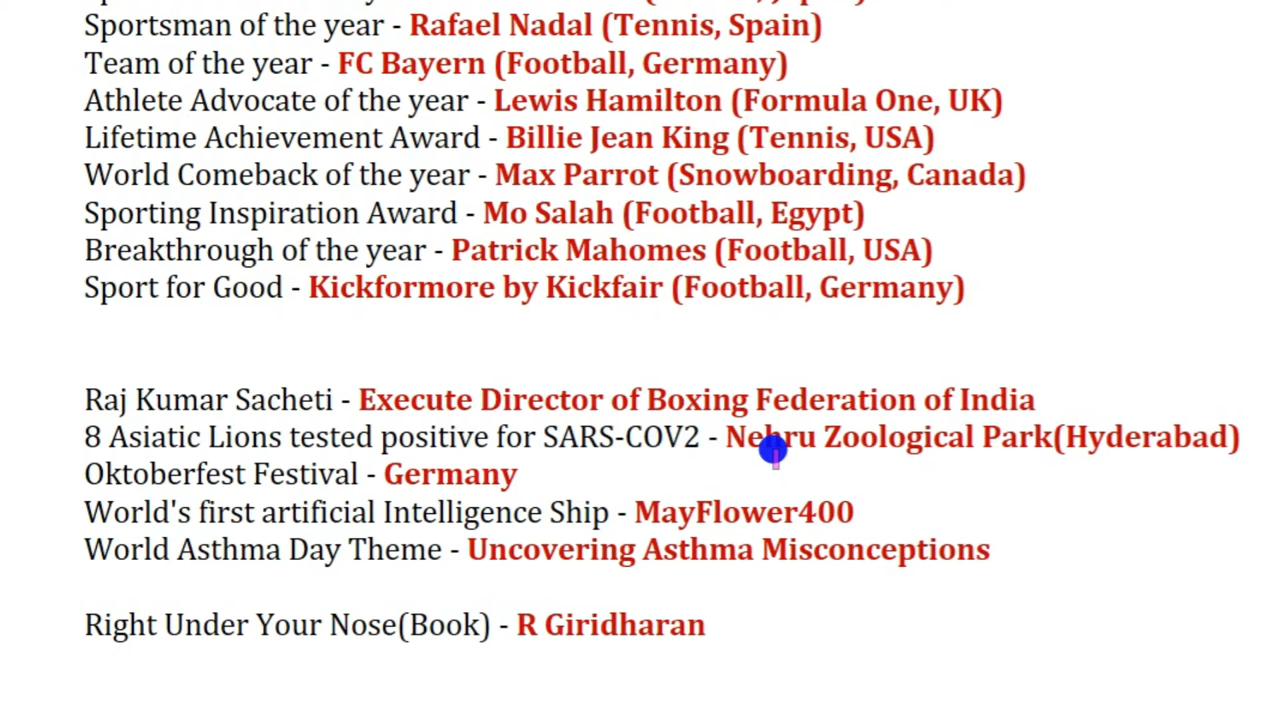 Sportsman of the year - Rafael Nadal (Tennis, Spain)
Team of the year - FC Bayern (Football, Germany)
Athlete Advocate of the year - Lewis Hamilton (Formula One, UK)
Lifetime Achievement Award - Billie Jean King (Tennis, USA)
World Comeback of the year - Max Parrot (Snowboarding, Canada)
Sporting Inspiration Award - Mo Salah (Football, Egypt)
Breakthrough of the year - Patrick Mahomes (Football, USA)
Sport for Good - Kickformore by Kickfair (Football, Germany)
Raj Kumar Sacheti - Execute Director of Boxing Federation of India
8 Asiatic Lions tested positive for SARS-COV2 - Nehru Zoological Park(Hyderabad)
Oktoberfest Festival - Germany
World's first artificial Intelligence Ship - MayFlower400
World Asthma Day Theme - Uncovering Asthma Misconceptions
Right Under Your Nose(Book) - R Giridharan